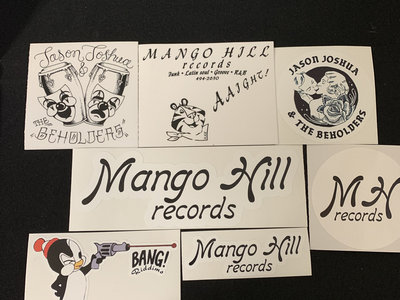 Jason Joshua
&
THE
BEHOLDERS
MANGO HILL
records
Funk • Latin soul • Groove • R&B
AAIGHT!
JASON JOSHUA
& THE BEHOLDERS
Mango Hill
records
MH
records
BANG!
Riddims
Mango Hill
records